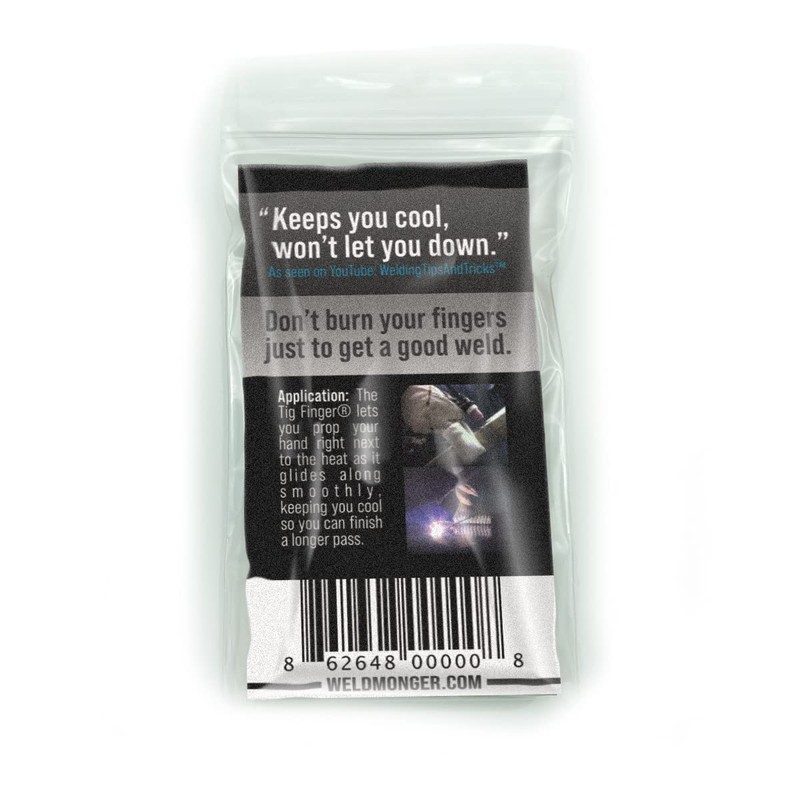 “Keeps you cool,
won’t let you down.”
As seen on YouTube: WeldingTipsAndTricks™
Don’t burn your fingers
just to get a good weld.
Application: The
Tig Finger® lets
you prop your
hand right next
to the heat as it
glides along
smoothly,
keeping you cool
so you can finish
a longer pass.
8 62648 00000 8
WELDMONGER.COM